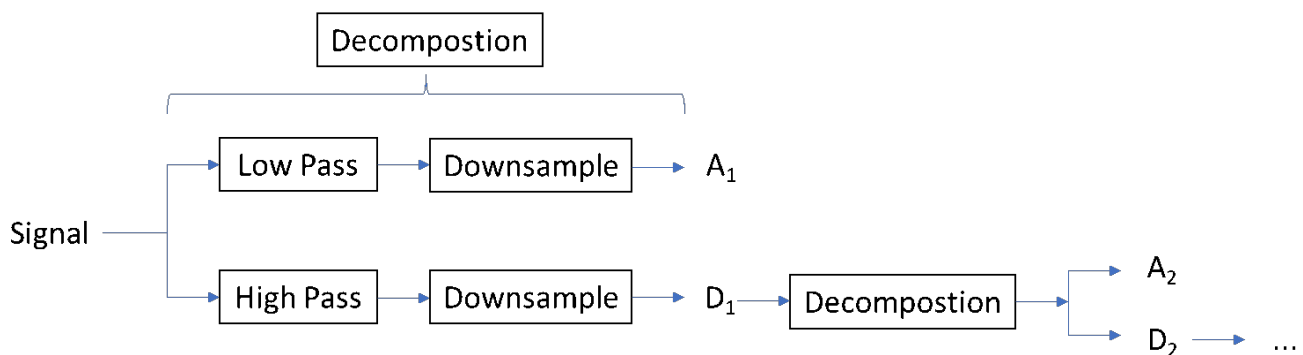 Decompostion
Low Pass
Downsample
A₁
Signal
High Pass
Downsample
D₁
Decompostion
A₂
D₂
...